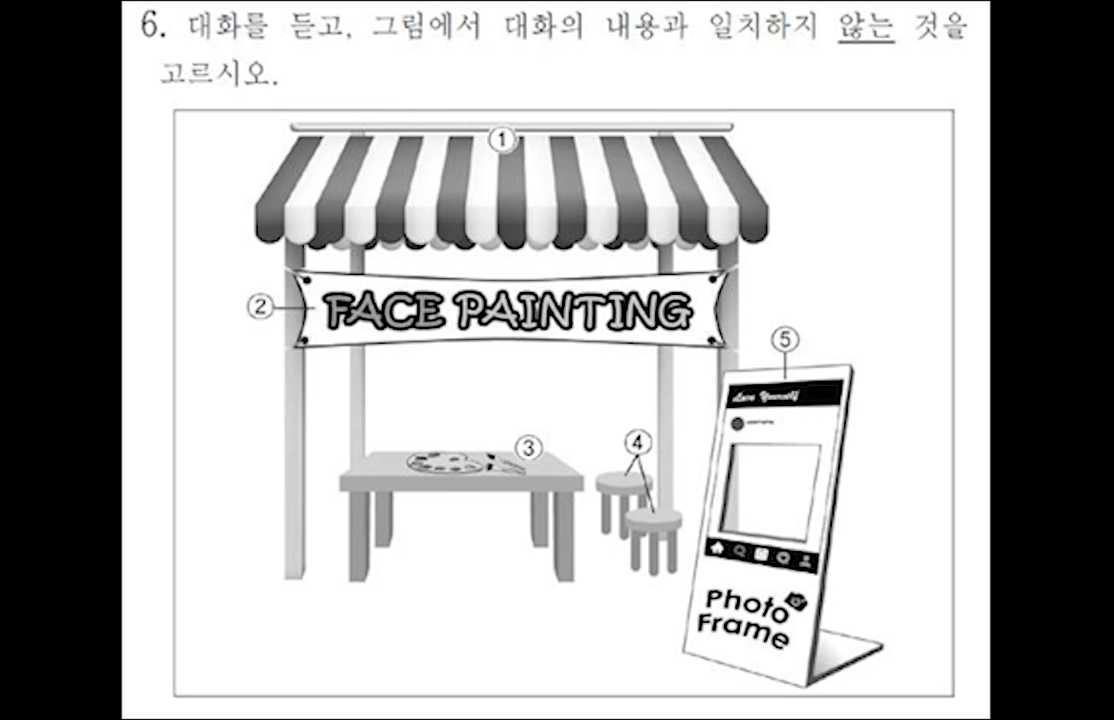 6. 대화를 듣고, 그림에서 대화의 내용과 일치하지 않는 것을
고르시오.
①
② FACE PAINTING
③
④
⑤
Love Yourself
Photo
Frame